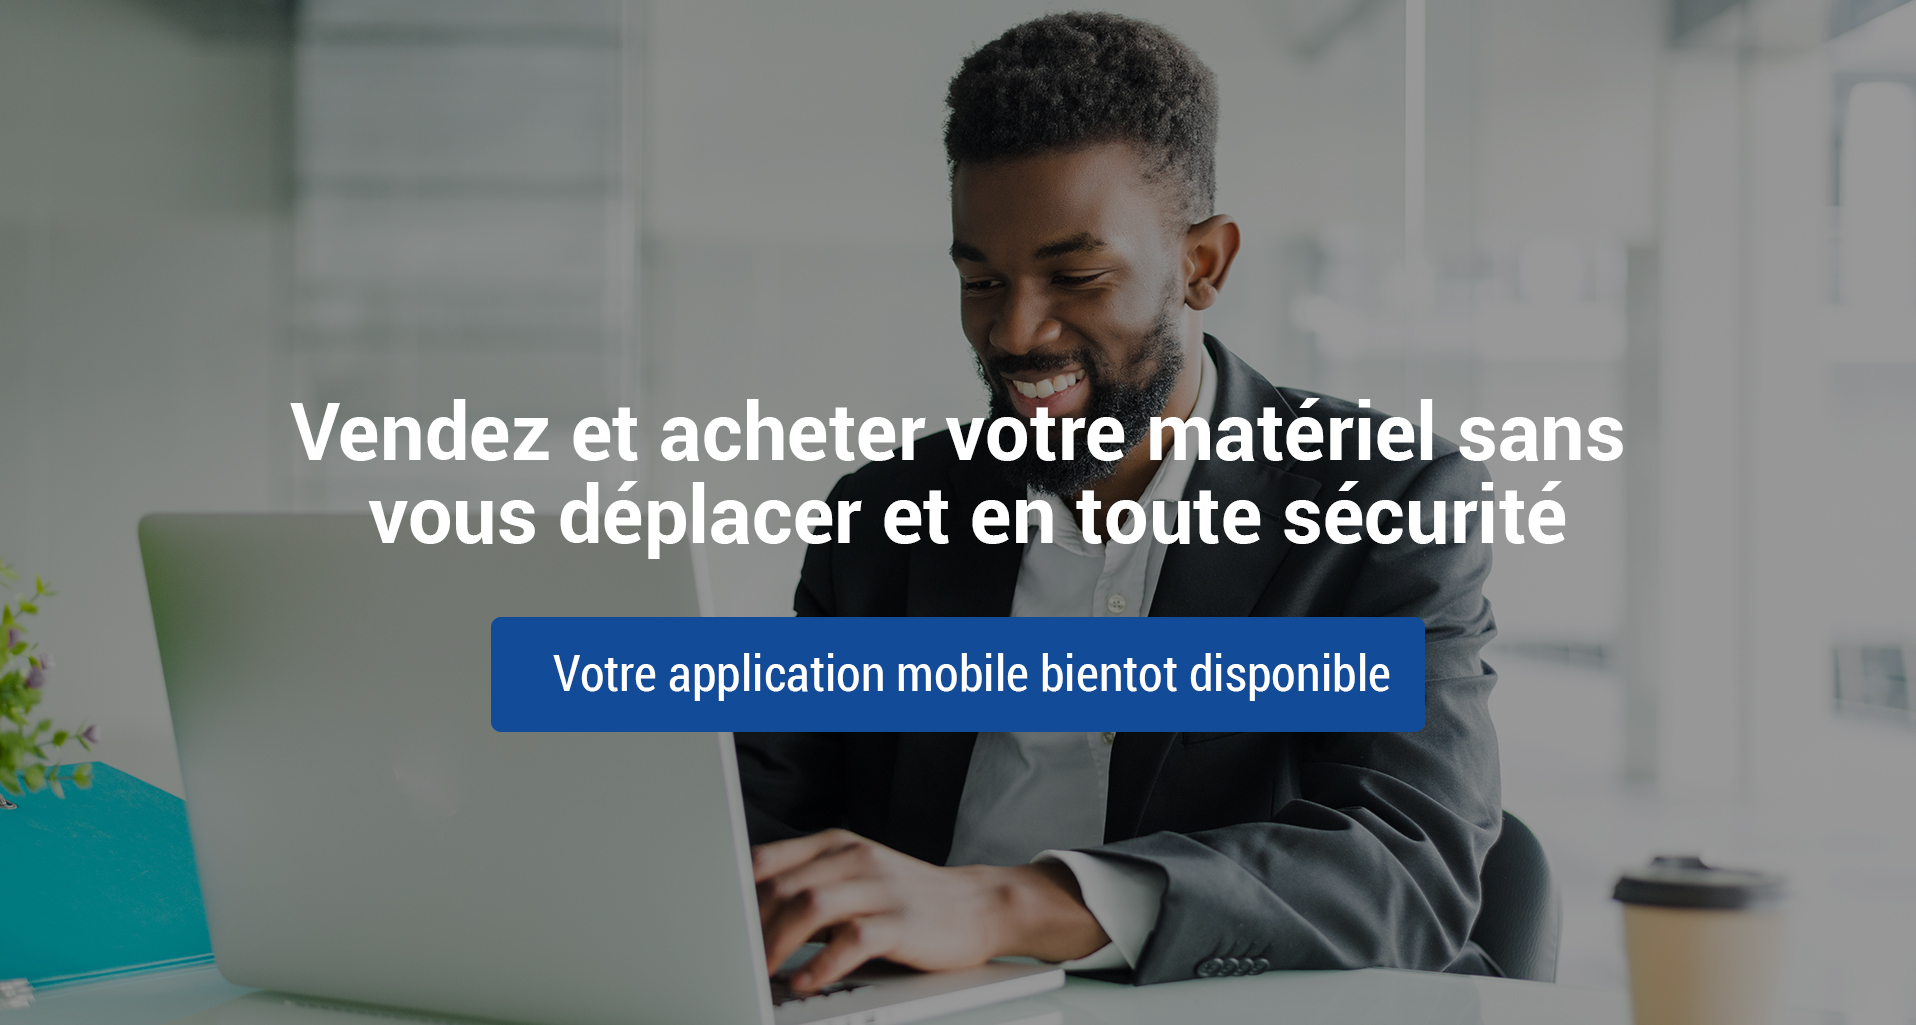 Vendez et acheter votre matériel sans
vous déplacer et en toute sécurité
Votre application mobile bientot disponible